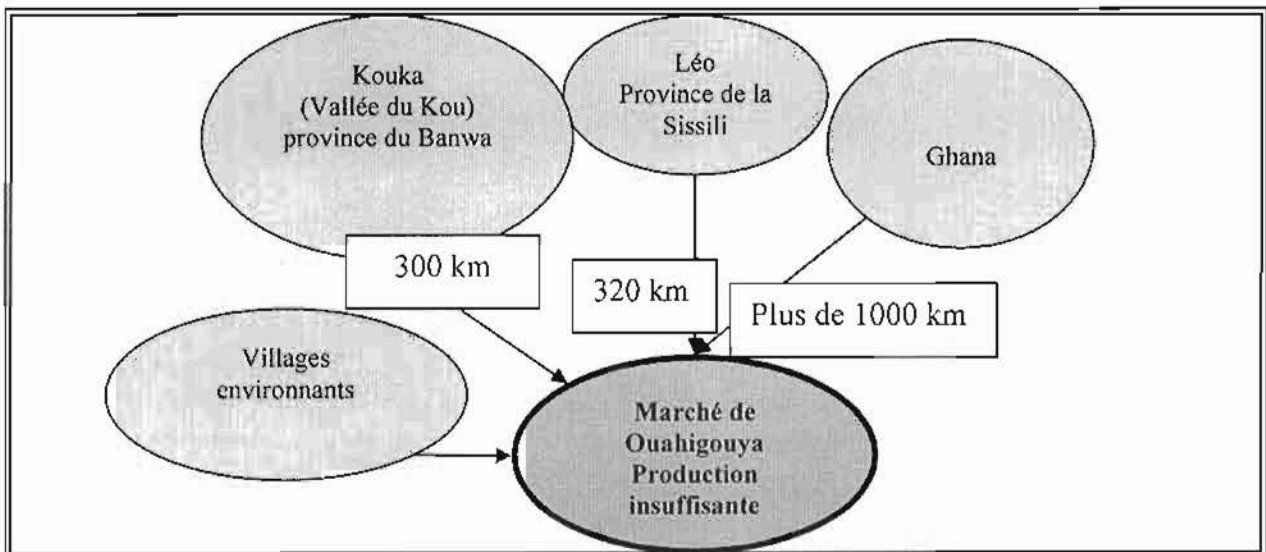 Kouka
(Vallée du Kou)
province du Banwa
Léo
Province de la
Sissili
Ghana
300 km
320 km
Plus de 1000 km
Villages
environnants
Marché de
Ouahigouya
Production
insuffisante